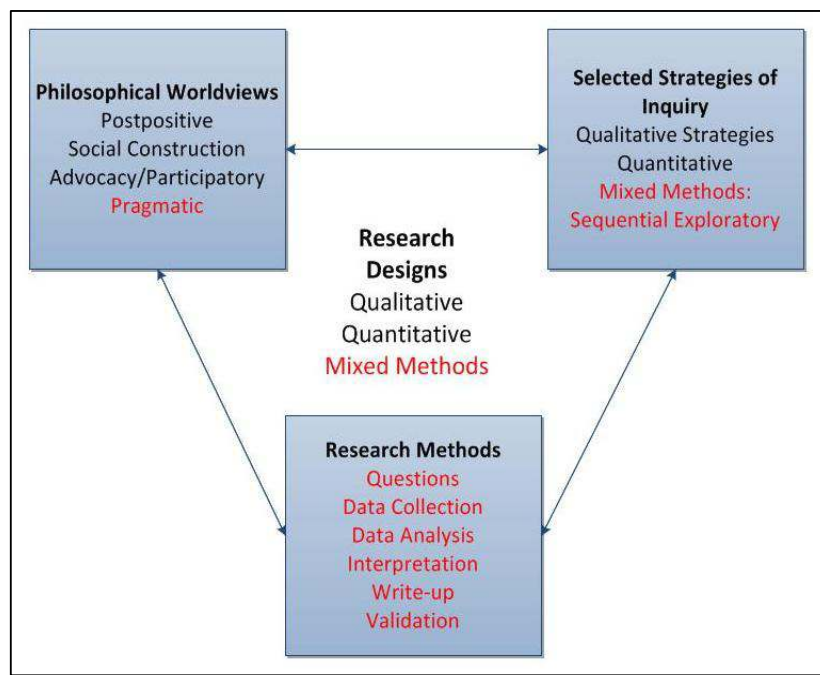 Philosophical Worldviews
Postpositive
Social Construction
Advocacy/Participatory
Pragmatic
Selected Strategies of
Inquiry
Qualitative Strategies
Quantitative
Mixed Methods:
Sequential Exploratory
Research
Designs
Qualitative
Quantitative
Mixed Methods
Research Methods
Questions
Data Collection
Data Analysis
Interpretation
Write-up
Validation